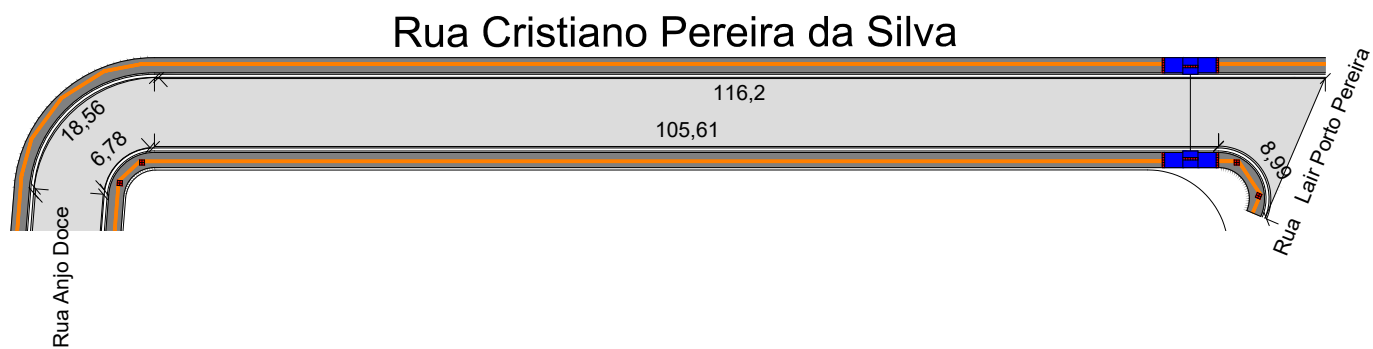 Rua Cristiano Pereira da Silva
116,2
105,61
18,56
6,78
8,99
Rua Anjo Doce
Rua Lair Porto Pereira